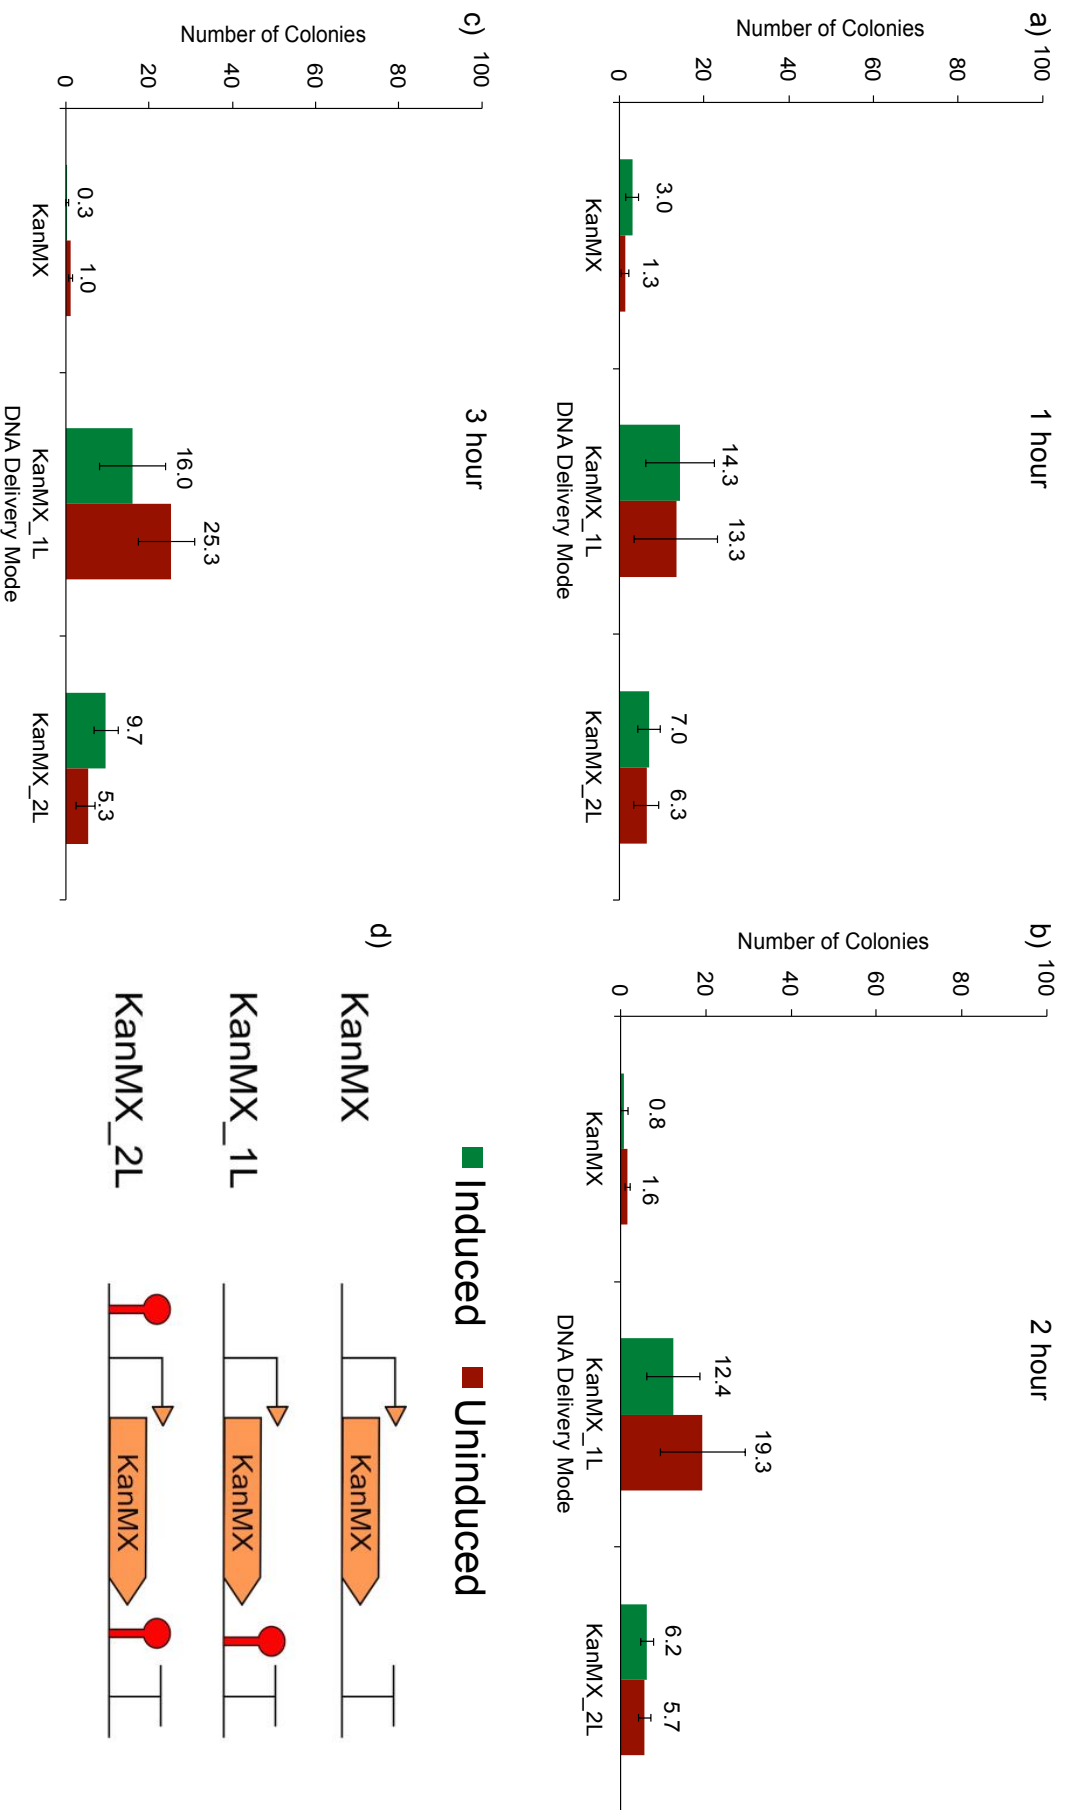 a)
1 hour
Number of Colonies
100
80
60
40
20
0
3.0
1.3
14.3
13.3
7.0
6.3
KanMX
KanMX_1L
KanMX_2L
DNA Delivery Mode
b)
2 hour
Number of Colonies
100
80
60
40
20
0
0.8
1.6
12.4
19.3
6.2
5.7
KanMX
KanMX_1L
KanMX_2L
DNA Delivery Mode
c)
3 hour
Number of Colonies
100
80
60
40
20
0
0.3
1.0
16.0
25.3
9.7
5.3
KanMX
KanMX_1L
KanMX_2L
DNA Delivery Mode
Induced Uninduced
d)
KanMX
KanMX
KanMX_1L
KanMX
KanMX_2L
KanMX